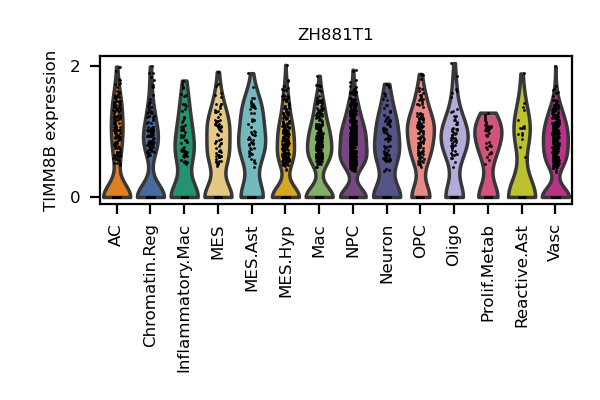 ZH881T1
TIMM8B expression
2
0
AC
Chromatin.Reg
Inflammatory.Mac
MES
MES.Ast
MES.Hyp
Mac
NPC
Neuron
OPC
Oligo
Prolif.Metab
Reactive.Ast
Vasc